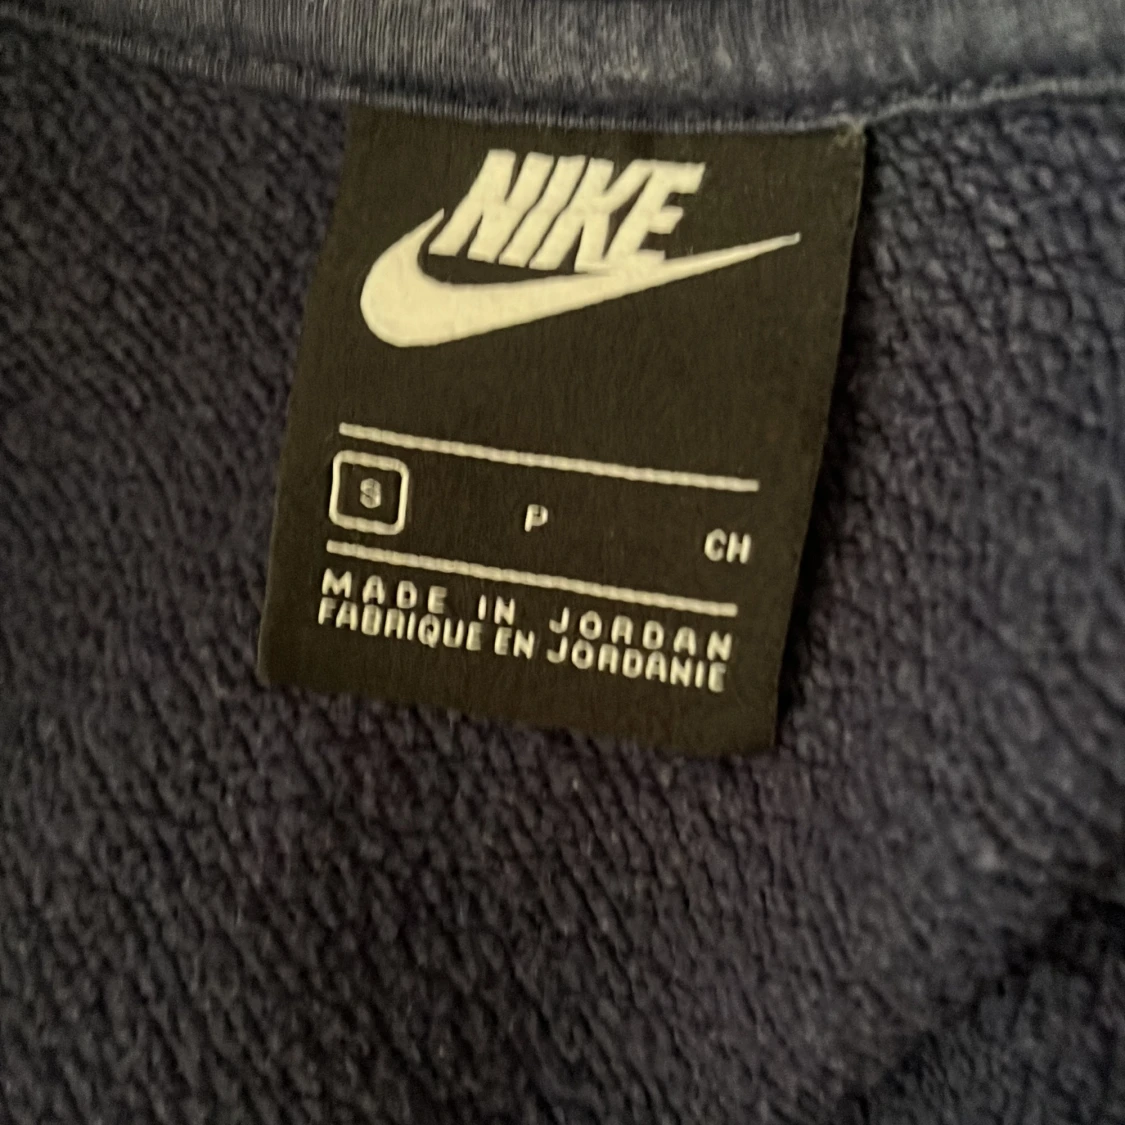 NIKE
S P CH
MADE IN JORDAN
FABRIQUE EN JORDANIE